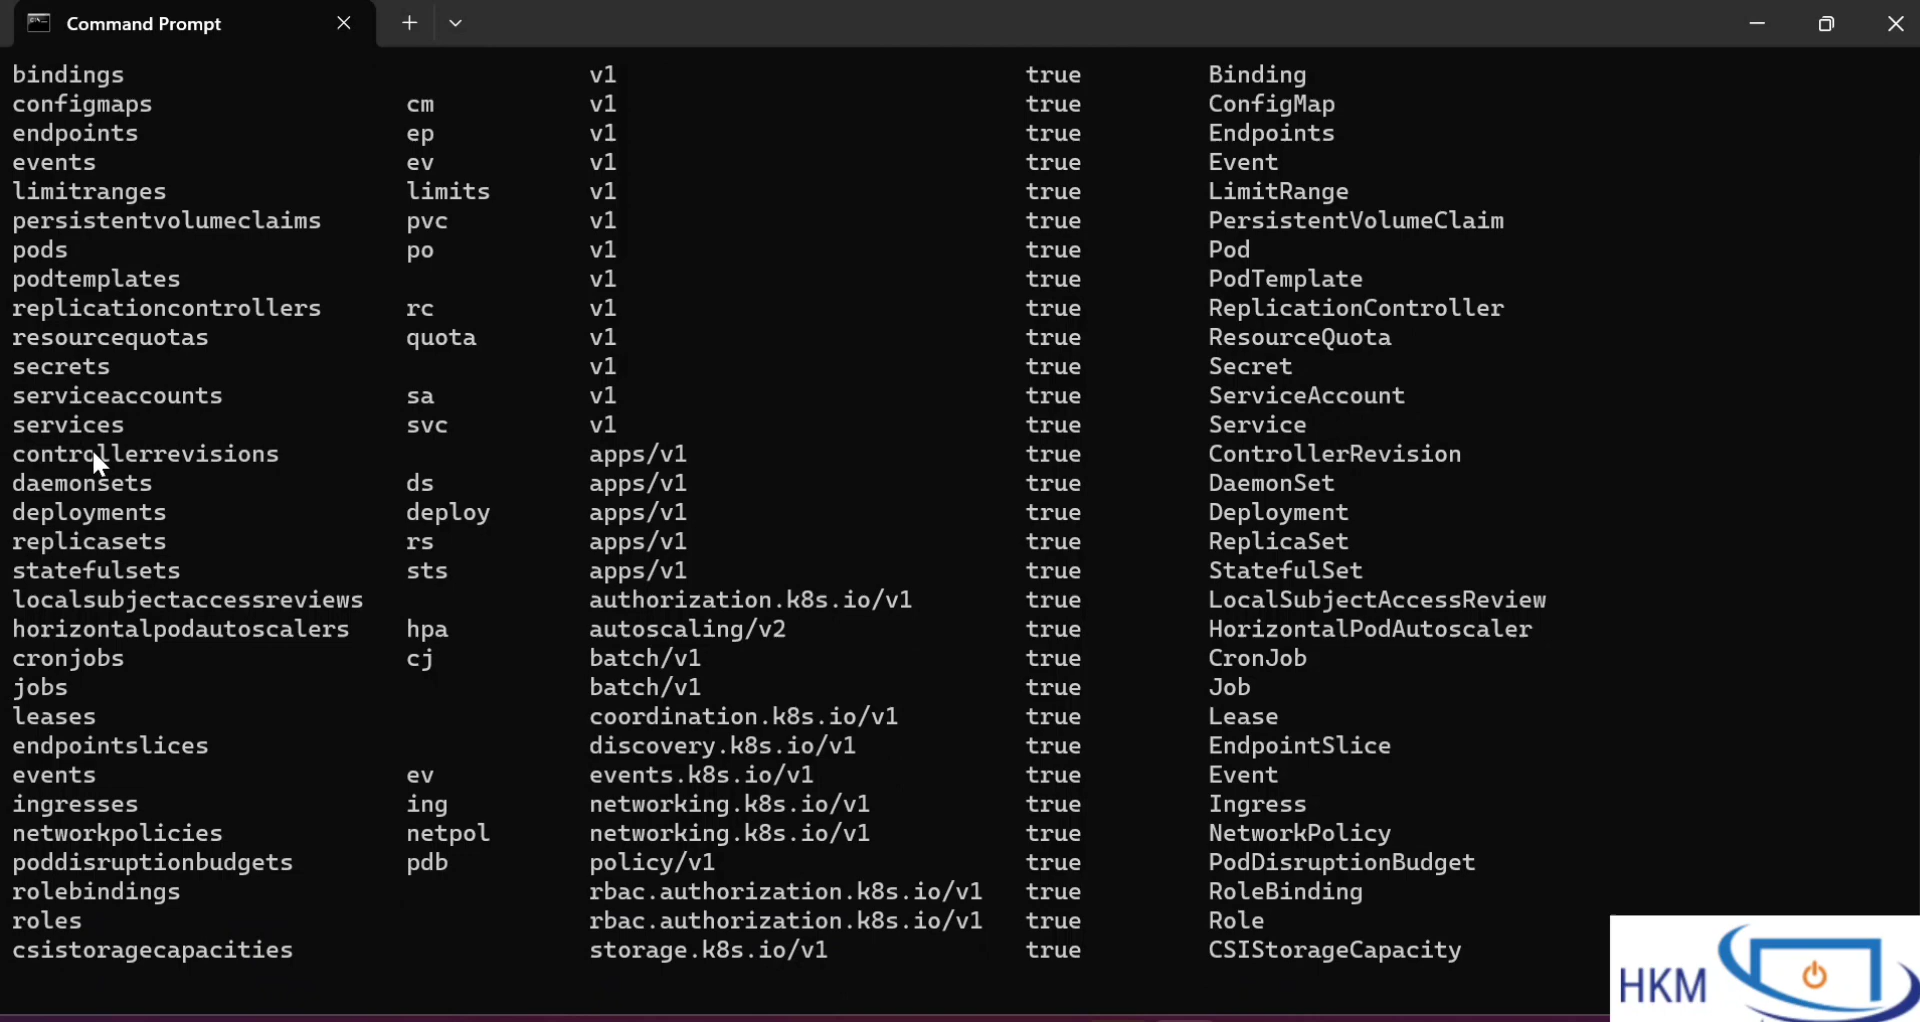 Command Prompt
bindings v1 true Binding
configmaps cm v1 true ConfigMap
endpoints ep v1 true Endpoints
events ev v1 true Event
limitranges limits v1 true LimitRange
persistentvolumeclaims pvc v1 true PersistentVolumeClaim
pods po v1 true Pod
podtemplates v1 true PodTemplate
replicationcontrollers rc v1 true ReplicationController
resourcequotas quota v1 true ResourceQuota
secrets v1 true Secret
serviceaccounts sa v1 true ServiceAccount
services svc v1 true Service
controllerrevisions apps/v1 true ControllerRevision
daemonsets ds apps/v1 true DaemonSet
deployments deploy apps/v1 true Deployment
replicasets rs apps/v1 true ReplicaSet
statefulsets sts apps/v1 true StatefulSet
localsubjectaccessreviews authorization.k8s.io/v1 true LocalSubjectAccessReview
horizontalpodautoscalers hpa autoscaling/v2 true HorizontalPodAutoscaler
cronjobs cj batch/v1 true CronJob
jobs batch/v1 true Job
leases coordination.k8s.io/v1 true Lease
endpointslices discovery.k8s.io/v1 true EndpointSlice
events ev events.k8s.io/v1 true Event
ingresses ing networking.k8s.io/v1 true Ingress
networkpolicies netpol networking.k8s.io/v1 true NetworkPolicy
poddisruptionbudgets pdb policy/v1 true PodDisruptionBudget
rolebindings rbac.authorization.k8s.io/v1 true RoleBinding
roles rbac.authorization.k8s.io/v1 true Role
csistoragecapacities storage.k8s.io/v1 true CSIStorageCapacity
HKM